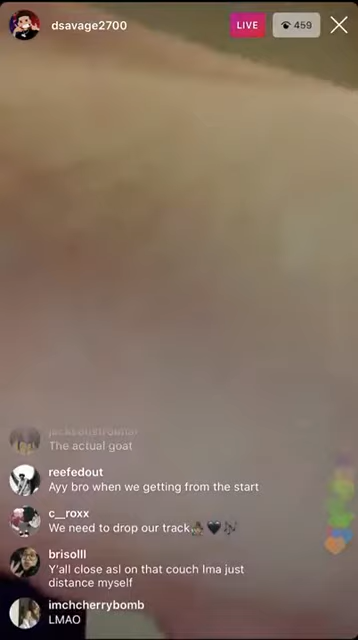 dsavage2700
LIVE
459
The actual goat
reefedout
Ayy bro when we getting from the start
c__roxx
We need to drop our track
brisolll
Y'all close asl on that couch Ima just
distance myself
imchcherrybomb
LMAO